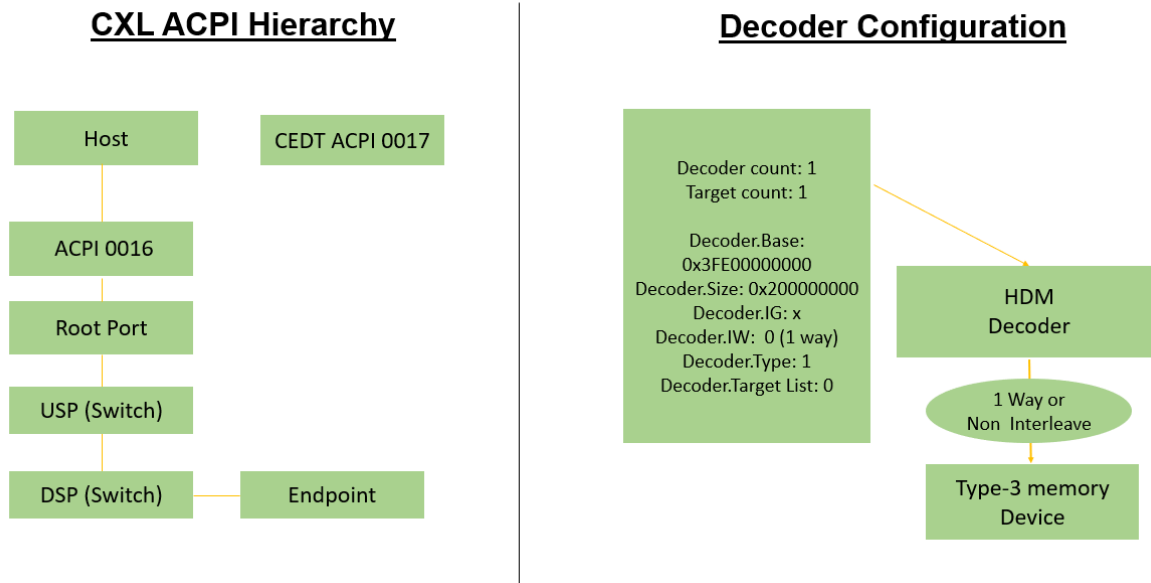 CXL ACPI Hierarchy
Host
CEDT ACPI 0017
ACPI 0016
Root Port
USP (Switch)
DSP (Switch)
Endpoint
Decoder Configuration
Decoder count: 1
Target count: 1
Decoder.Base:
0x3FE00000000
Decoder.Size: 0x200000000
Decoder.IG: x
Decoder.IW:  0 (1 way)
Decoder.Type: 1
Decoder.Target List: 0
HDM
Decoder
1 Way or
Non  Interleave
Type-3 memory
Device